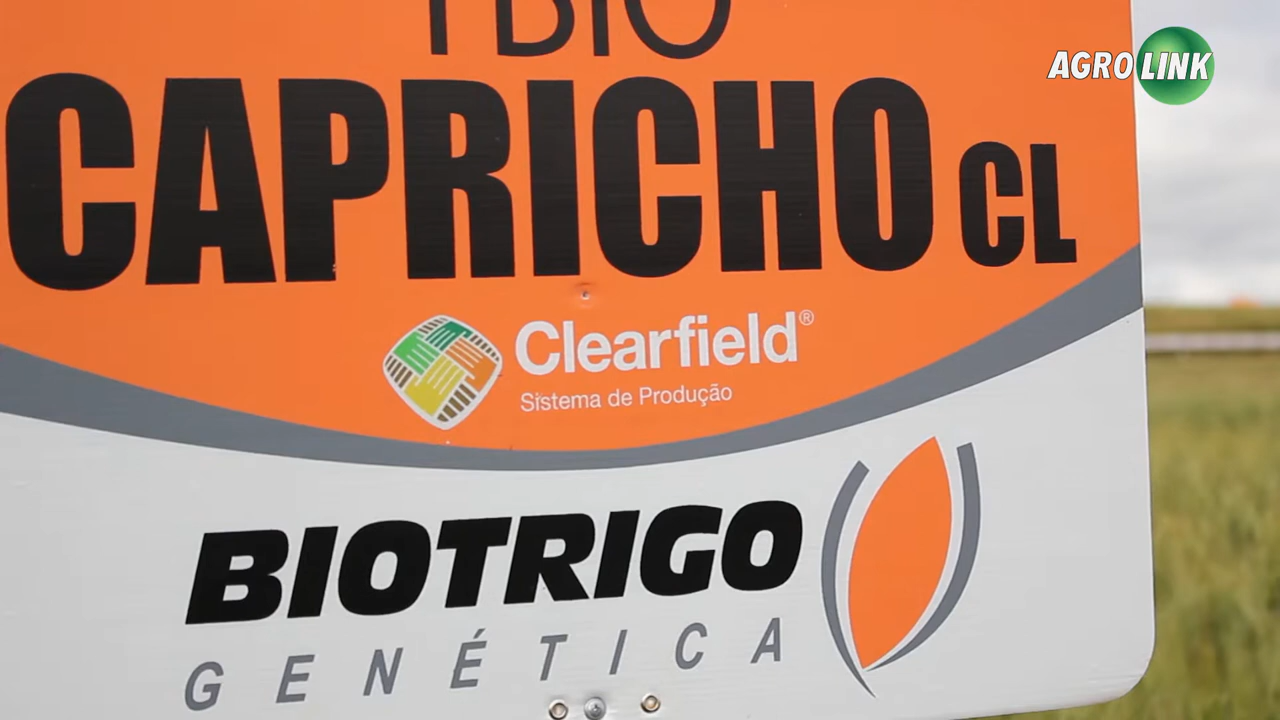 TBIO
CAPRICHO CL
Clearfield®
Sistema de Produção
BIOTRIGO
GENÉTICA
AGROLINK